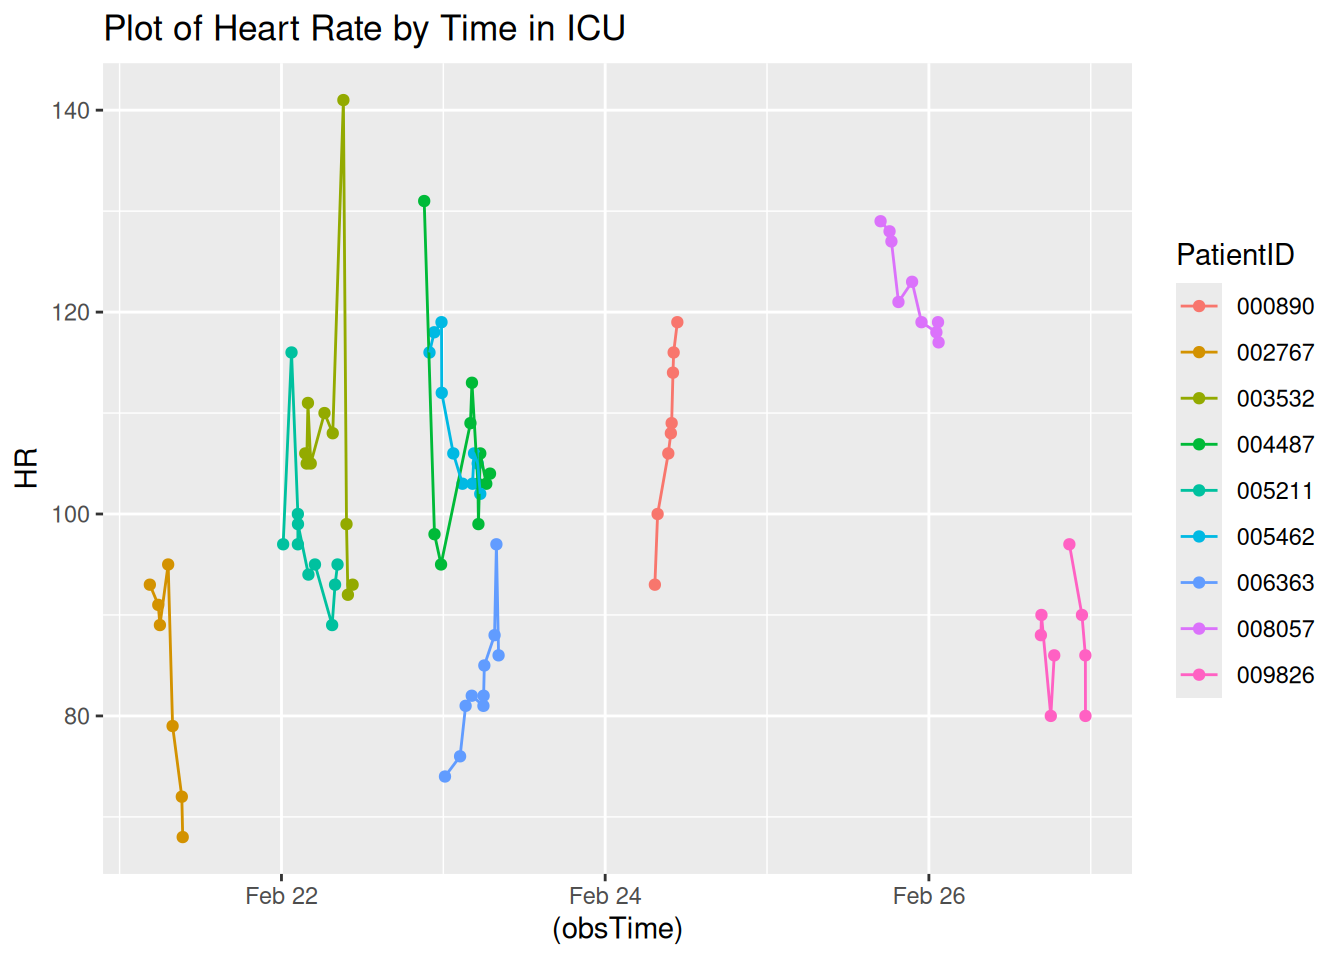 Plot of Heart Rate by Time in ICU
140
120
100
80
HR
Feb 22
Feb 24
Feb 26
(obsTime)
PatientID
000890
002767
003532
004487
005211
005462
006363
008057
009826